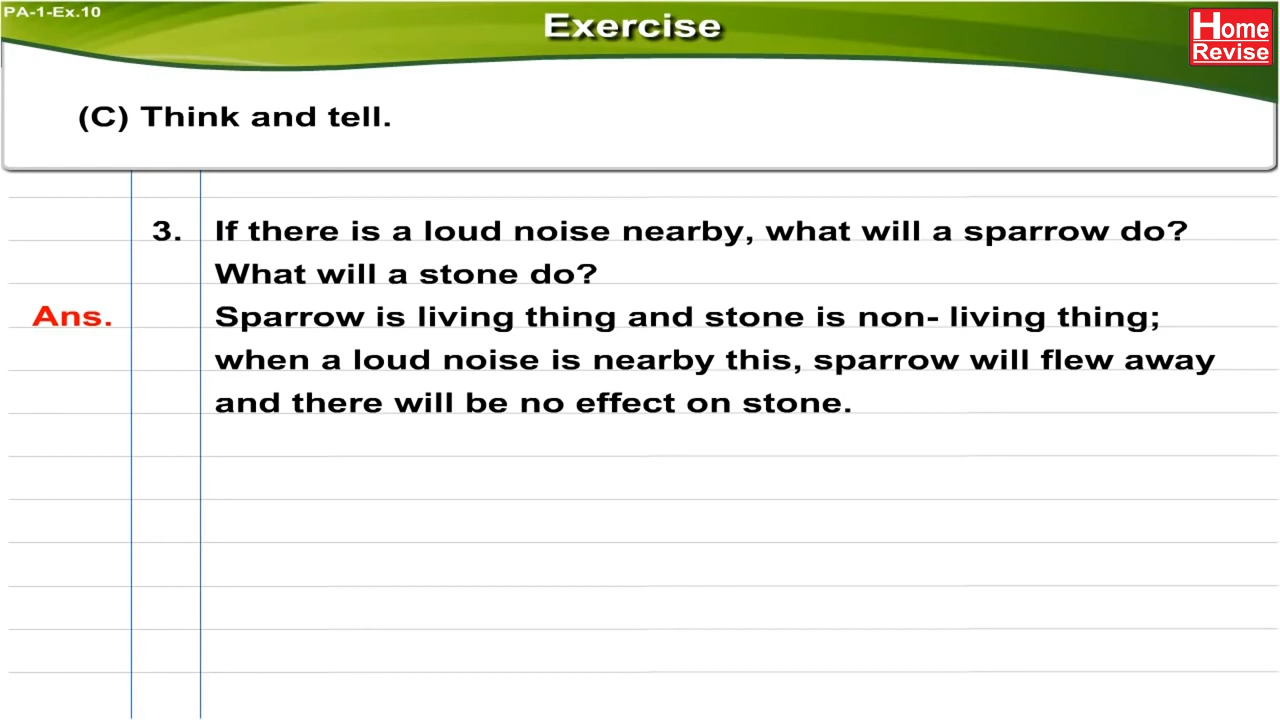 PA-1-Ex.10
Exercise
Home
Revise
(C) Think and tell.
3. If there is a loud noise nearby, what will a sparrow do?
What will a stone do?
Ans. Sparrow is living thing and stone is non- living thing;
when a loud noise is nearby this, sparrow will flew away
and there will be no effect on stone.